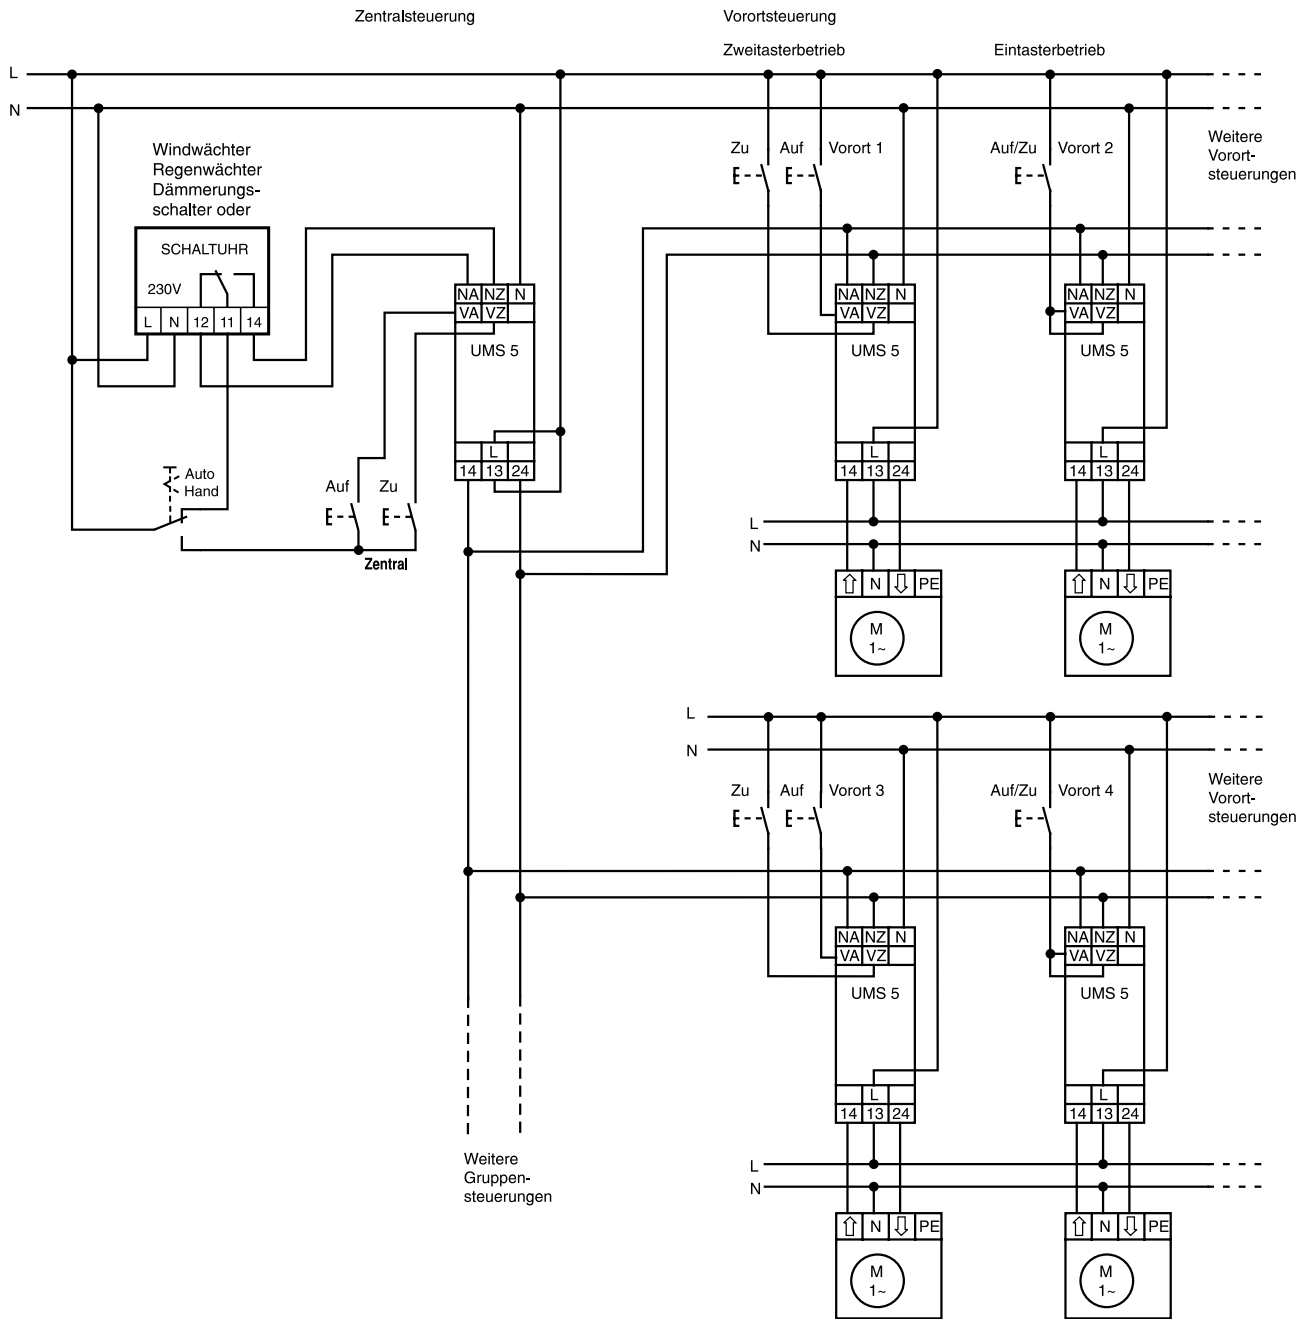 Zentralsteuerung
Vorortsteuerung
Zweitasterbetrieb
Eintasterbetrieb
L
N
Windwächter
Regenwächter
Dämmerungs-
schalter oder
SCHALTUHR
230V
L N 12 11 14
Auto
Hand
Auf
Zu
Zentral
NA NZ N
VA VZ
UMS 5
L
14 13 24
Zu
Auf
Vorort 1
Auf/Zu
Vorort 2
Weitere
Vorort-
steuerungen
NA NZ N
VA VZ
UMS 5
L
14 13 24
NA NZ N
VA VZ
UMS 5
L
14 13 24
L
N
N PE
M
1~
N PE
M
1~
L
N
Zu
Auf
Vorort 3
Auf/Zu
Vorort 4
Weitere
Vorort-
steuerungen
NA NZ N
VA VZ
UMS 5
L
14 13 24
NA NZ N
VA VZ
UMS 5
L
14 13 24
Weitere
Gruppen-
steuerungen
L
N
N PE
M
1~
N PE
M
1~